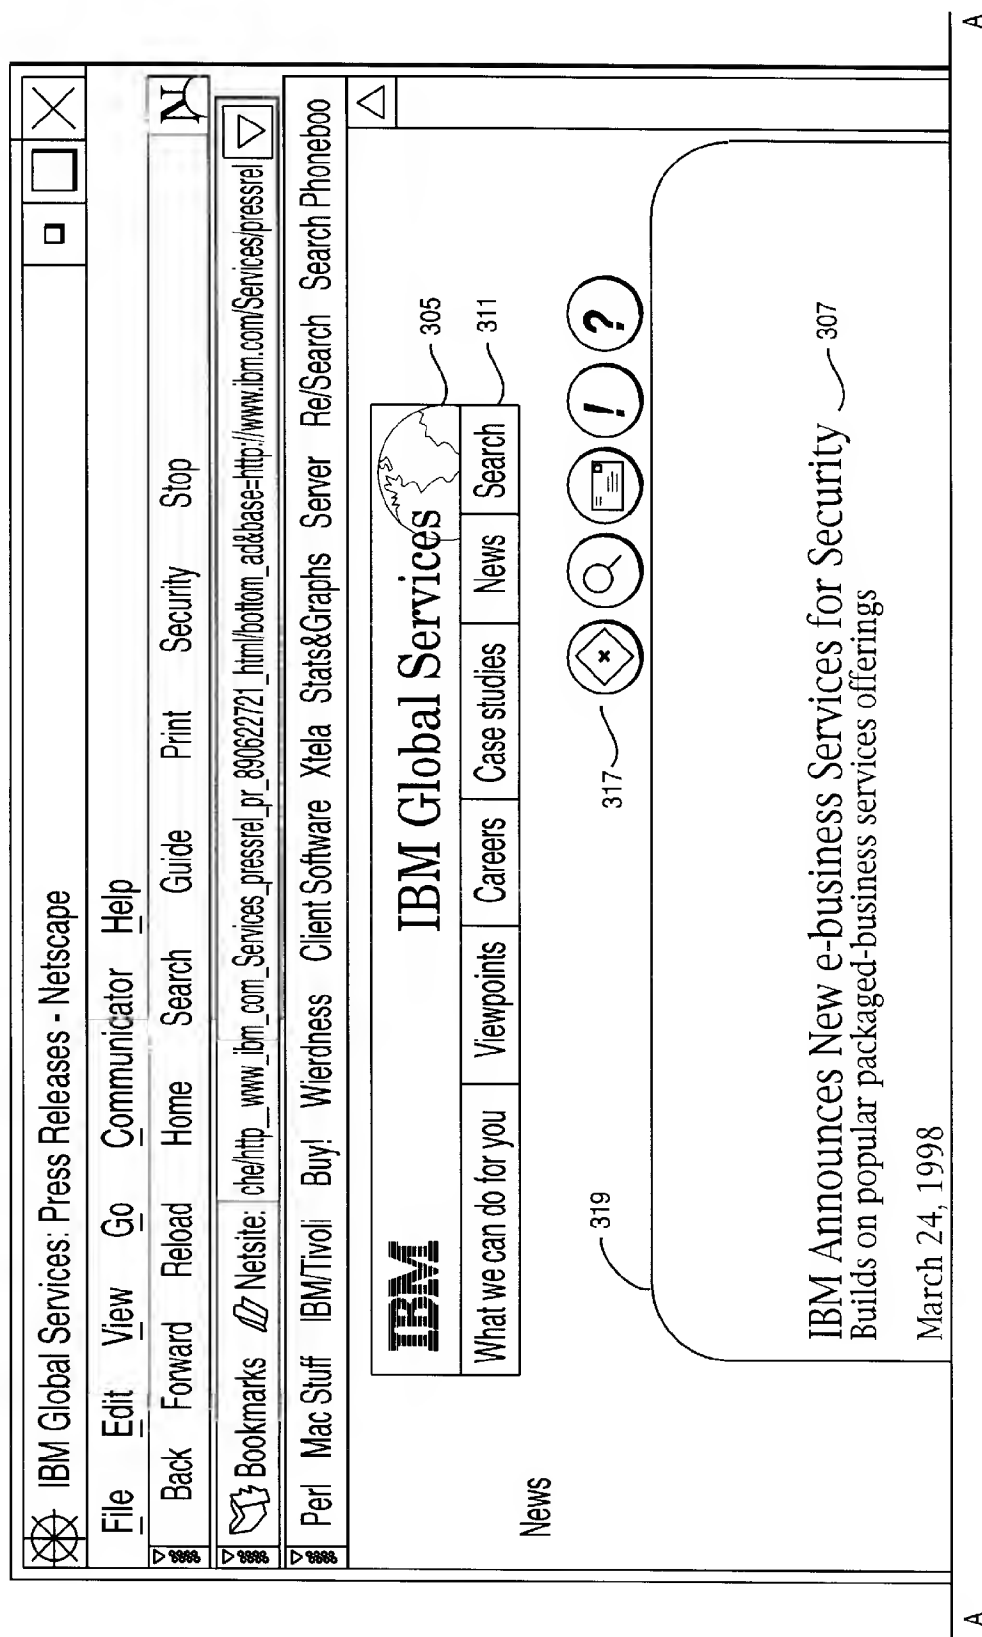 IBM Global Services: Press Releases - Netscape
File Edit View Go Communicator Help
Back Forward Reload Home Search Guide Print Security Stop
N
Bookmarks Netsite: che/http__www_ibm_com_Services_pressrel_pr_890622721_html/bottom_ad&base=http://www.ibm.com/Services/pressrel
Perl Mac Stuff IBM/Tivoli Buy! Wierdness Client Software Xtela Stats&Graphs Server Re/Search Search Phoneboo
IBM IBM Global Services 305
What we can do for you Viewpoints Careers Case studies News Search 311
News
317 ! ?
319
IBM Announces New e-business Services for Security 307
Builds on popular packaged-business services offerings
March 24, 1998
A A